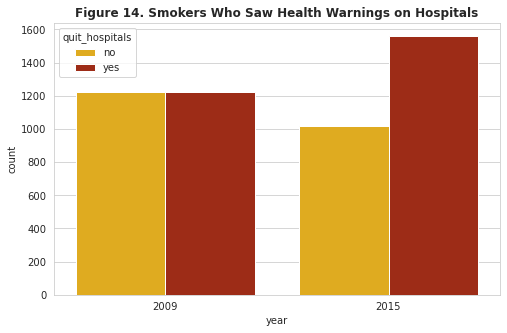 Figure 14. Smokers Who Saw Health Warnings on Hospitals
quit_hospitals
no
yes
1600
1400
1200
1000
800
600
400
200
0
count
2009
2015
year